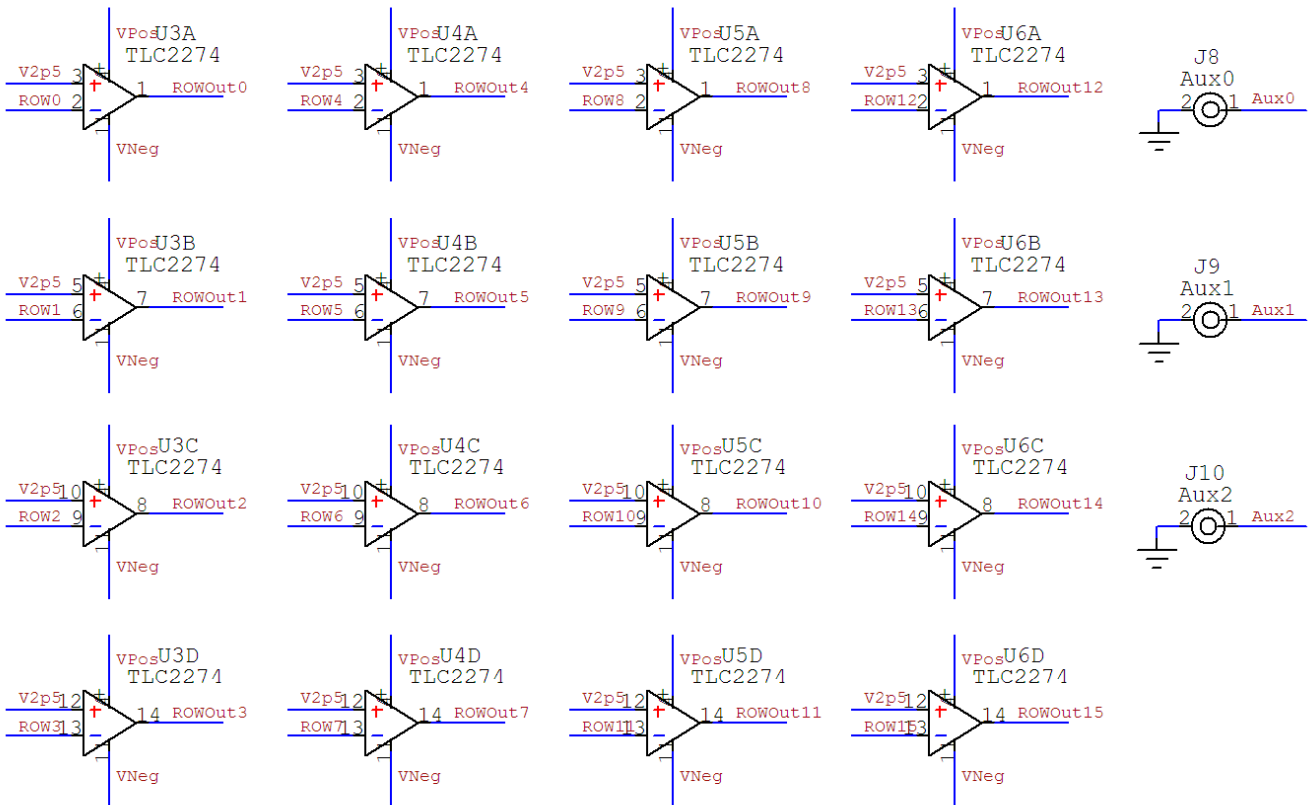 VPos U3A
TLC2274
V2p5 3
ROW0 2
1 ROWOut0
VNeg
VPos U4A
TLC2274
V2p5 3
ROW4 2
1 ROWOut4
VNeg
VPos U5A
TLC2274
V2p5 3
ROW8 2
1 ROWOut8
VNeg
VPos U6A
TLC2274
V2p5 3
ROW12 2
1 ROWOut12
VNeg
J8
Aux0
2 1 Aux0
VPos U3B
TLC2274
V2p5 5
ROW1 6
7 ROWOut1
VNeg
VPos U4B
TLC2274
V2p5 5
ROW5 6
7 ROWOut5
VNeg
VPos U5B
TLC2274
V2p5 5
ROW9 6
7 ROWOut9
VNeg
VPos U6B
TLC2274
V2p5 5
ROW13 6
7 ROWOut13
VNeg
J9
Aux1
2 1 Aux1
VPos U3C
TLC2274
V2p5 10
ROW2 9
8 ROWOut2
VNeg
VPos U4C
TLC2274
V2p5 10
ROW6 9
8 ROWOut6
VNeg
VPos U5C
TLC2274
V2p5 10
ROW10 9
8 ROWOut10
VNeg
VPos U6C
TLC2274
V2p5 10
ROW14 9
8 ROWOut14
VNeg
J10
Aux2
2 1 Aux2
VPos U3D
TLC2274
V2p5 12
ROW3 13
14 ROWOut3
VNeg
VPos U4D
TLC2274
V2p5 12
ROW7 13
14 ROWOut7
VNeg
VPos U5D
TLC2274
V2p5 12
ROW11 13
14 ROWOut11
VNeg
VPos U6D
TLC2274
V2p5 12
ROW15 13
14 ROWOut15
VNeg